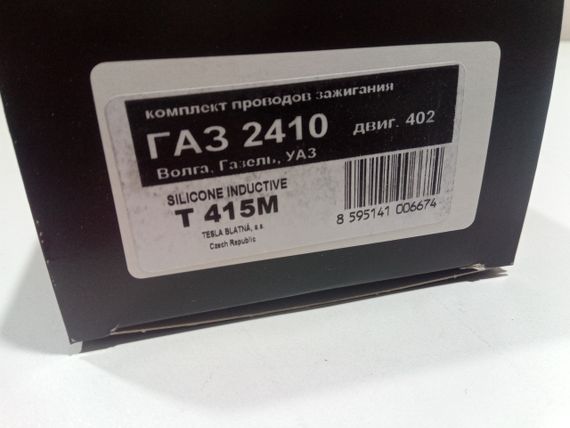 комплект проводов зажигания
ГАЗ 2410 двиг. 402
Волга, Газель, УАЗ
SILICONE INDUCTIVE
T 415M
TESLA BLATNÁ, a.s.
Czech Republic
8 595141 006674